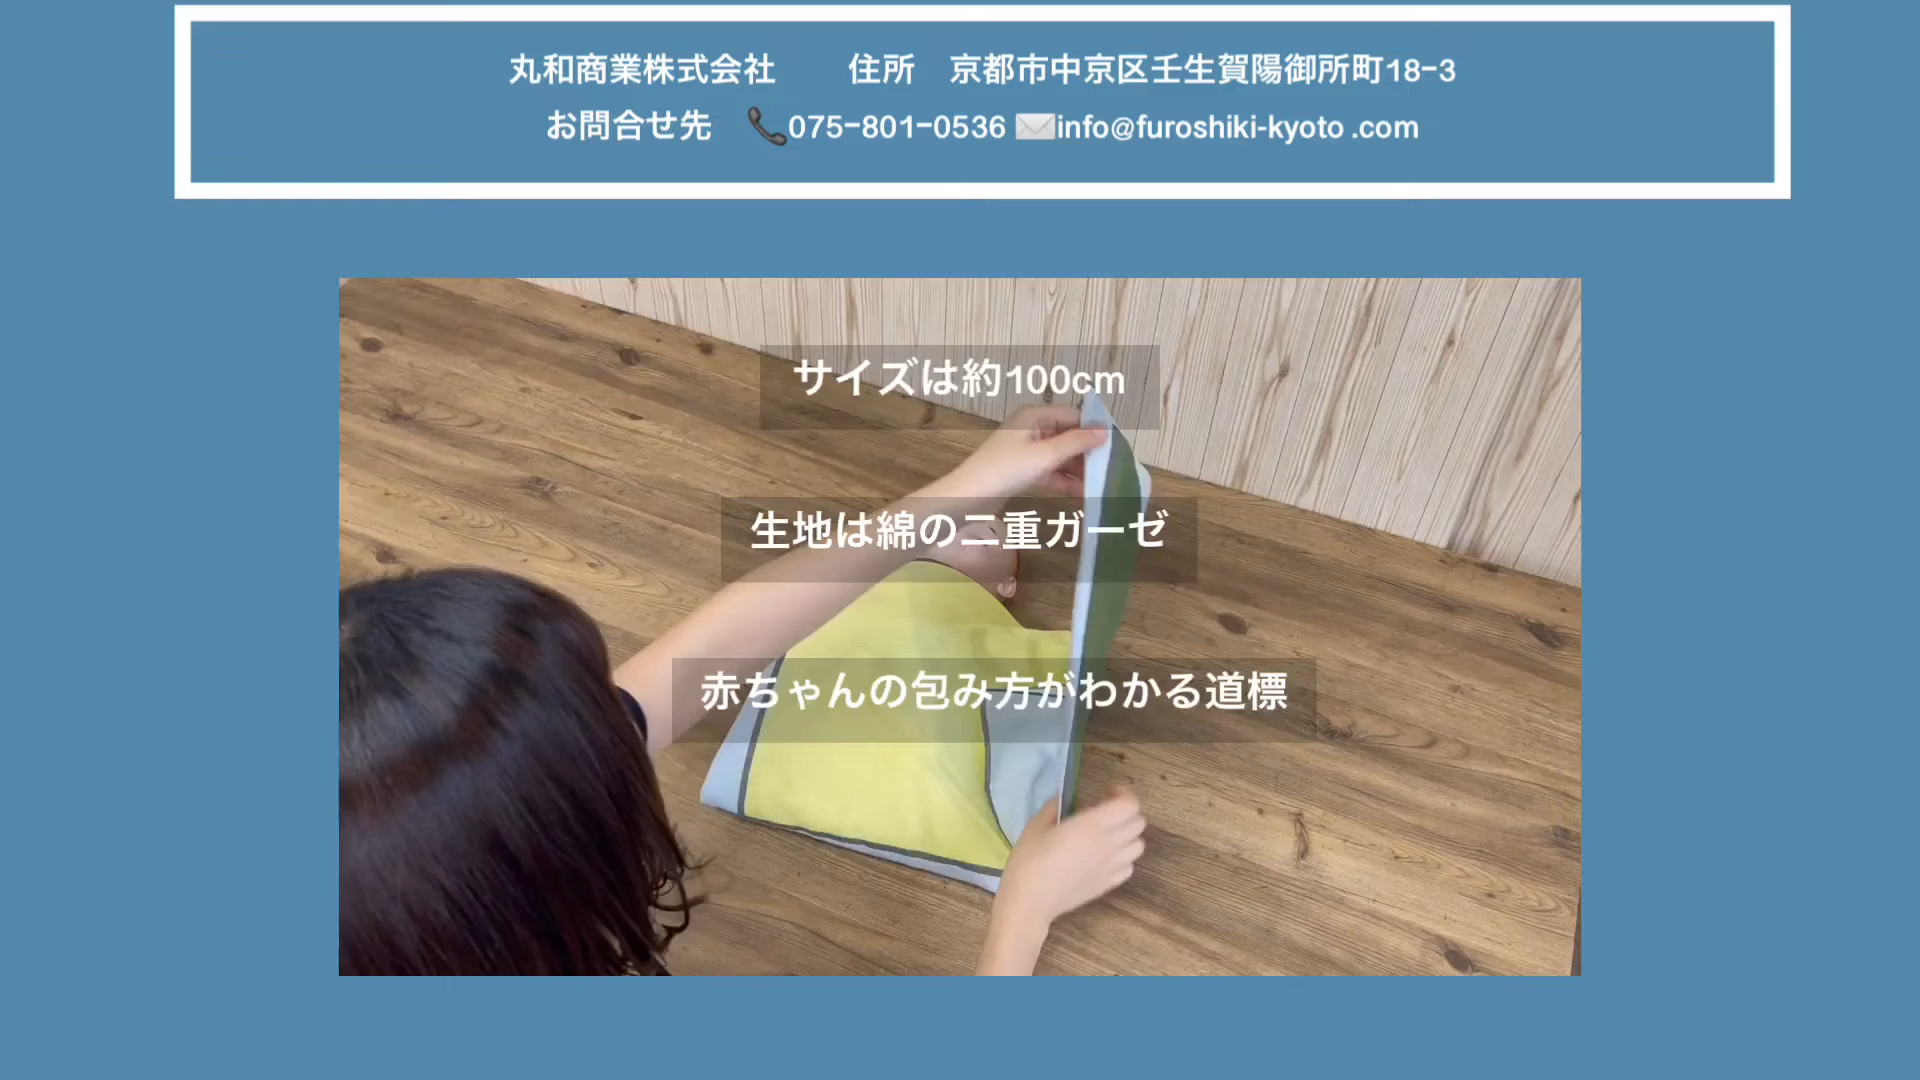 丸和商業株式会社　　住所　京都市中京区壬生賀陽御所町18-3
お問合せ先　📞075-801-0536 ✉️info@furoshiki-kyoto .com
サイズは約100cm
生地は綿の二重ガーゼ
赤ちゃんの包み方がわかる道標